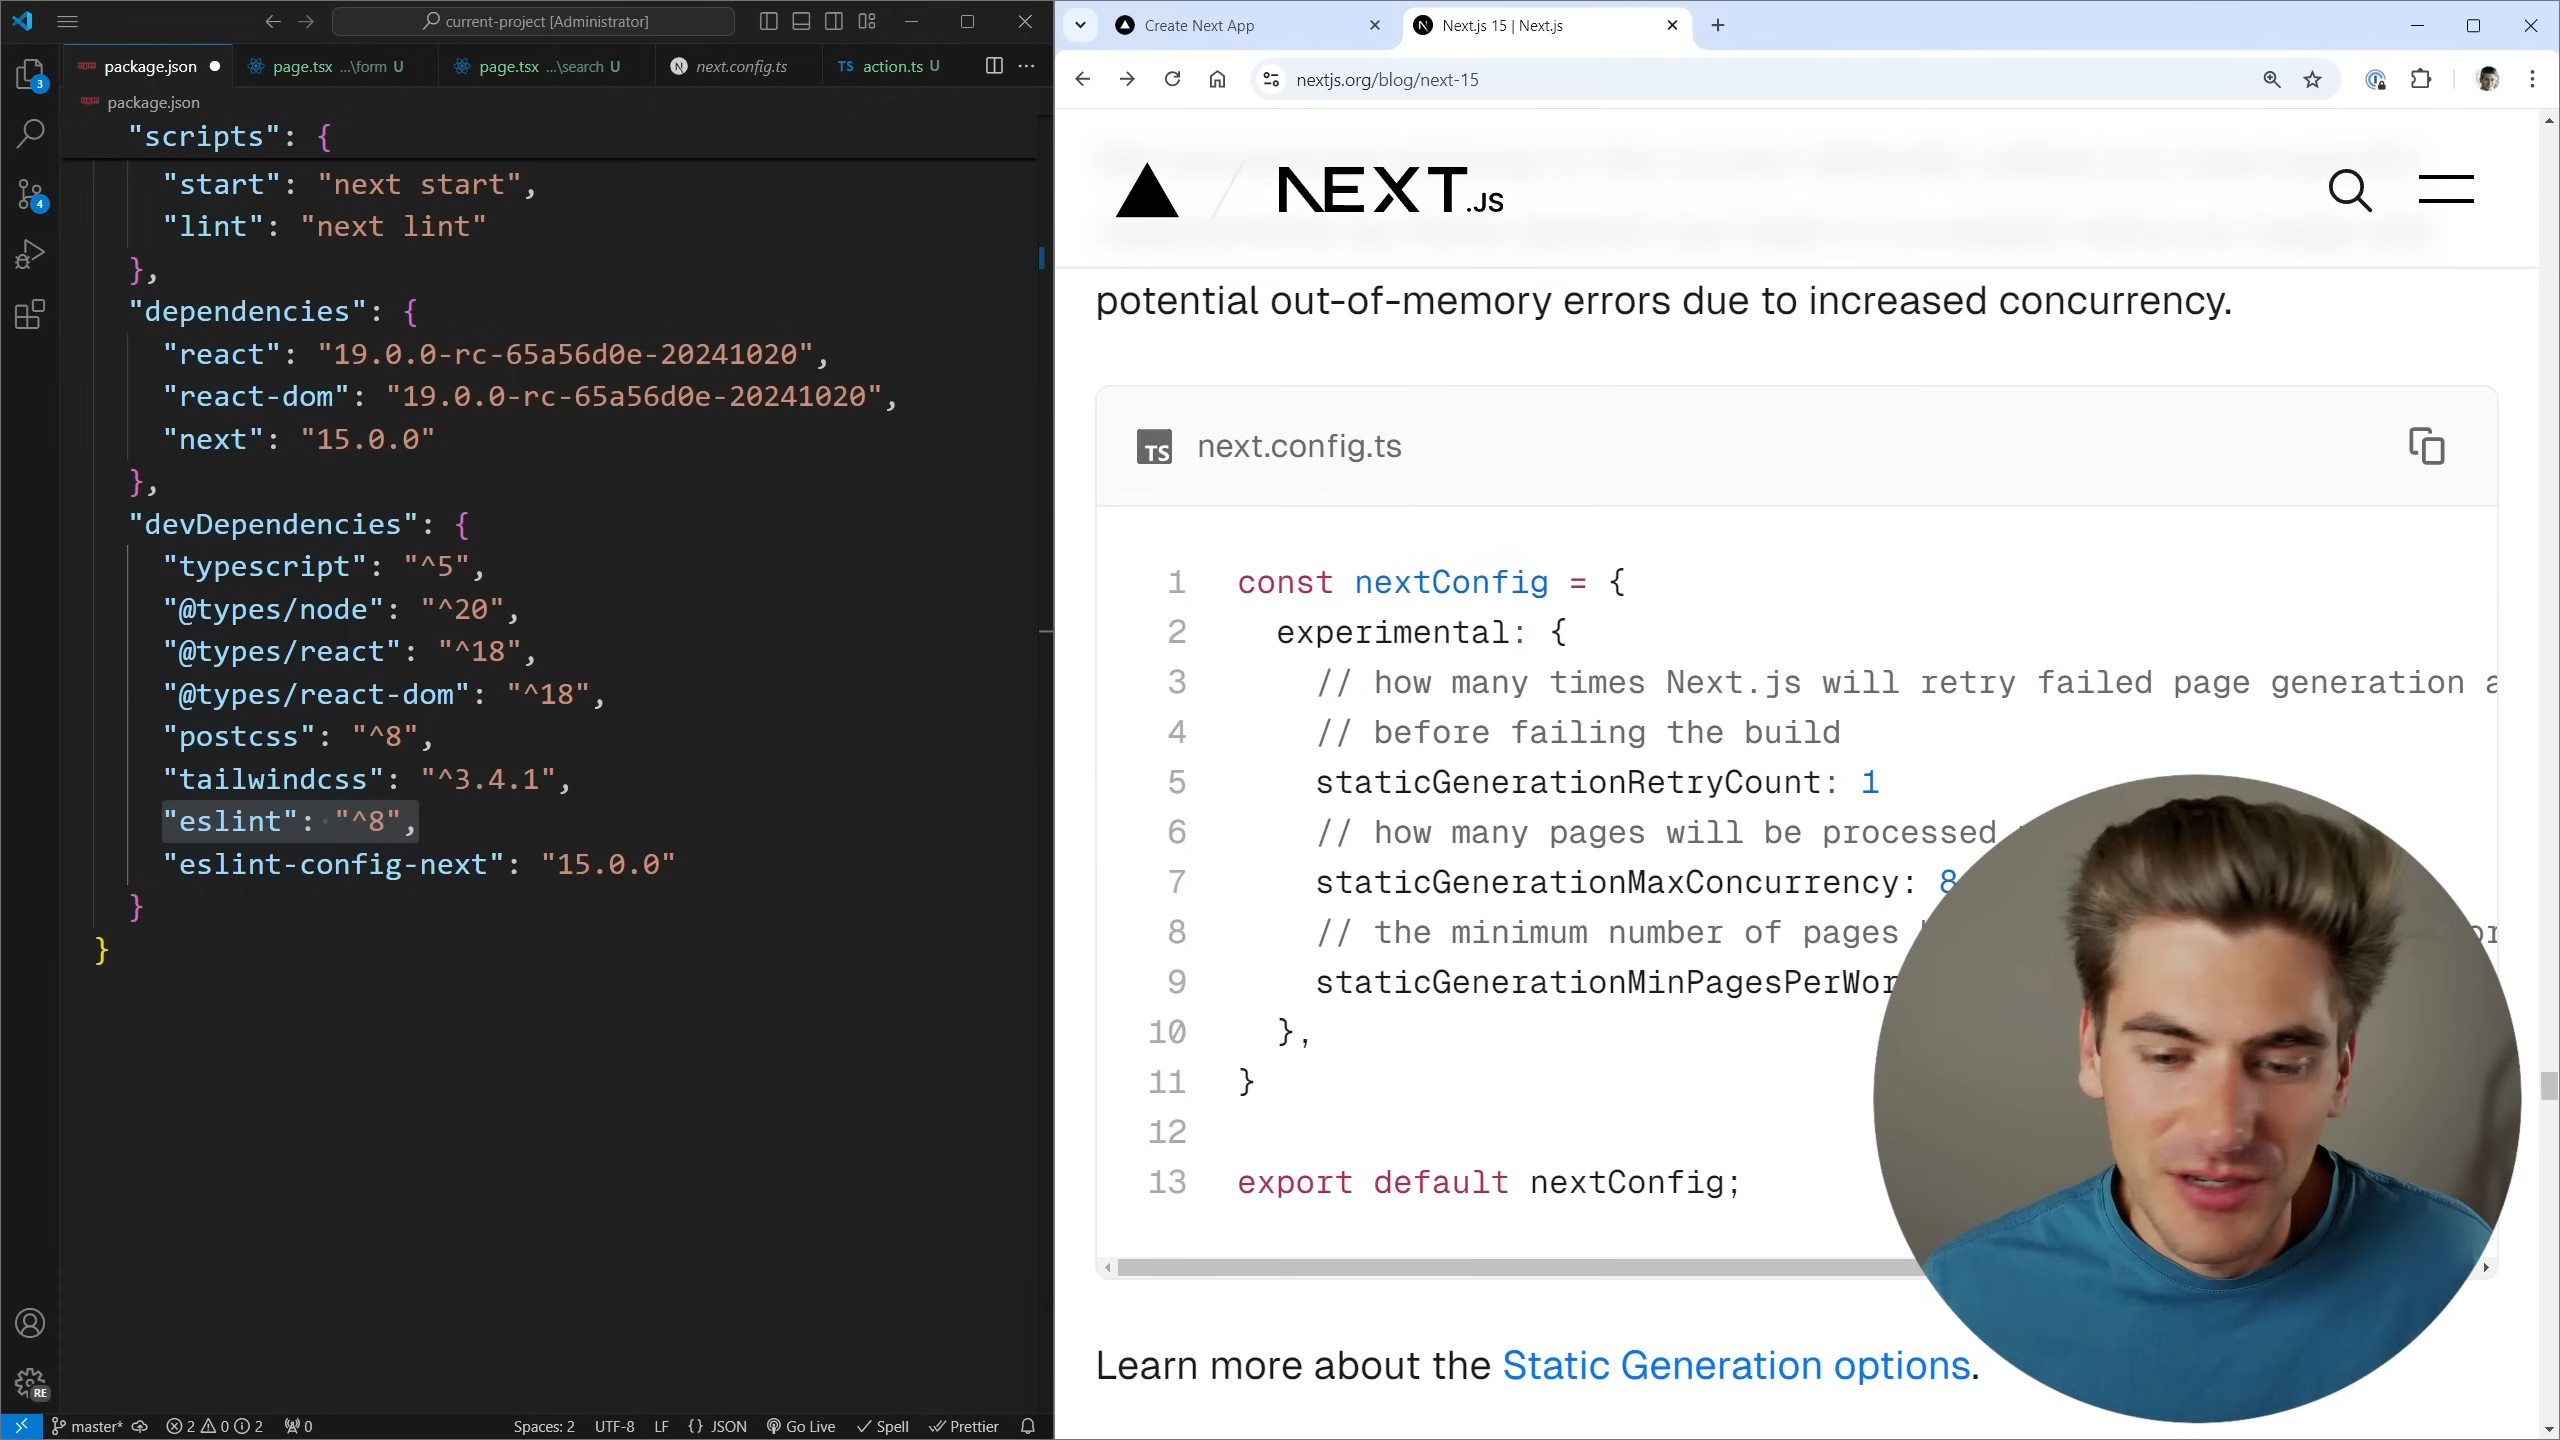 current-project [Administrator]
package.json
page.tsx ...\form U
page.tsx ...\search U
next.config.ts
TS action.ts U
package.json
"scripts": {
"start": "next start",
"lint": "next lint"
},
"dependencies": {
"react": "19.0.0-rc-65a56d0e-20241020",
"react-dom": "19.0.0-rc-65a56d0e-20241020",
"next": "15.0.0"
},
"devDependencies": {
"typescript": "^5",
"@types/node": "^20",
"@types/react": "^18",
"@types/react-dom": "^18",
"postcss": "^8",
"tailwindcss": "^3.4.1",
"eslint": "^8",
"eslint-config-next": "15.0.0"
}
}
3
4
RE
master* 2 0 2 0 Spaces: 2 UTF-8 LF {} JSON Go Live Spell Prettier
Create Next App
Next.js 15 | Next.js
nextjs.org/blog/next-15
NEXT.JS
potential out-of-memory errors due to increased concurrency.
TS next.config.ts
1 const nextConfig = {
2 experimental: {
3 // how many times Next.js will retry failed page generation
4 // before failing the build
5 staticGenerationRetryCount: 1
6 // how many pages will be processed
7 staticGenerationMaxConcurrency: 8
8 // the minimum number of pages
9 staticGenerationMinPagesPerWor
10 },
11 }
12
13 export default nextConfig;
Learn more about the Static Generation options.